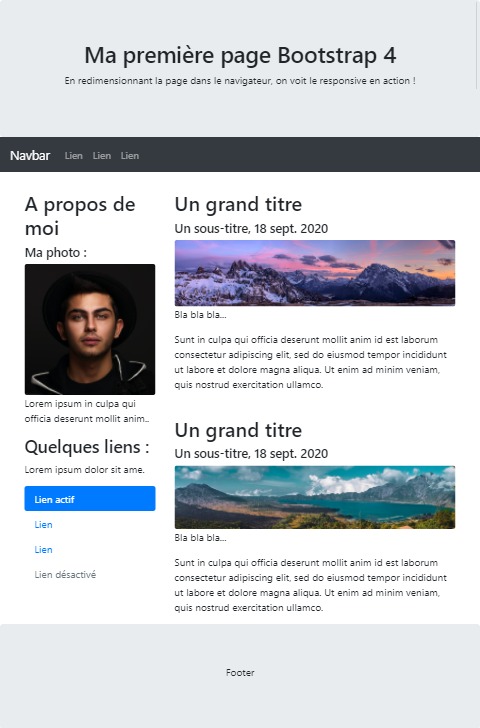 Ma première page Bootstrap 4
En redimensionnant la page dans le navigateur, on voit le responsive en action !
Navbar Lien Lien Lien
A propos de
moi
Ma photo :
Lorem ipsum in culpa qui
officia deserunt mollit anim..
Quelques liens :
Lorem ipsum dolor sit ame.
Lien actif
Lien
Lien
Lien désactivé
Un grand titre
Un sous-titre, 18 sept. 2020
Bla bla bla...
Sunt in culpa qui officia deserunt mollit anim id est laborum
consectetur adipiscing elit, sed do eiusmod tempor incididunt
ut labore et dolore magna aliqua. Ut enim ad minim veniam,
quis nostrud exercitation ullamco.
Un grand titre
Un sous-titre, 18 sept. 2020
Bla bla bla...
Sunt in culpa qui officia deserunt mollit anim id est laborum
consectetur adipiscing elit, sed do eiusmod tempor incididunt
ut labore et dolore magna aliqua. Ut enim ad minim veniam,
quis nostrud exercitation ullamco.
Footer